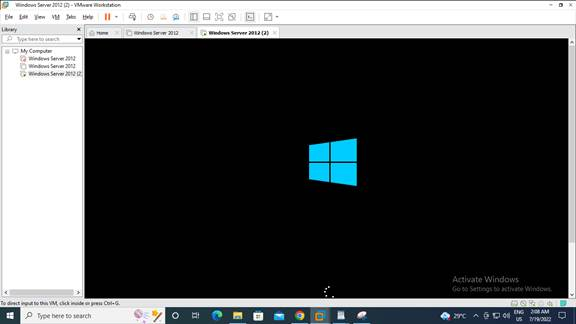 Windows Server 2012 (2) - VMware Workstation
File Edit View VM Tabs Help
Library
Type here to search
My Computer
Windows Server 2012
Windows Server 2012
Windows Server 2012 (2)
Home Windows Server 2012 Windows Server 2012 (2)
Activate Windows
Go to Settings to activate Windows.
To direct input to this VM, click inside or press Ctrl+G.
Type here to search
29°C
ENG
US
2:08 AM
7/19/2022